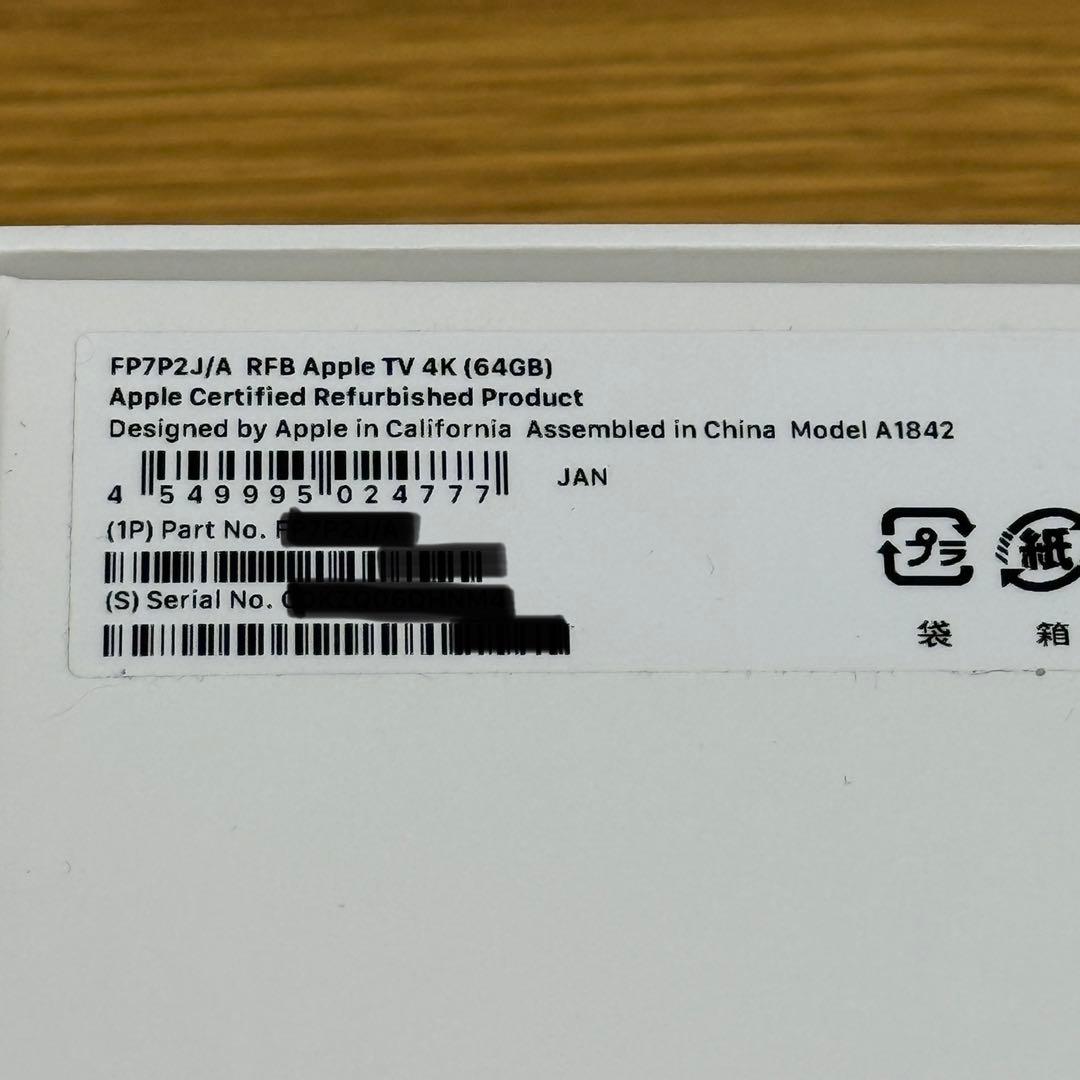 FP7P2J/A RFB Apple TV 4K (64GB)
Apple Certified Refurbished Product
Designed by Apple in California Assembled in China Model A1842
4 549995 024777 JAN
(1P) Part No.
(S) Serial No.
プラ 紙
袋 箱